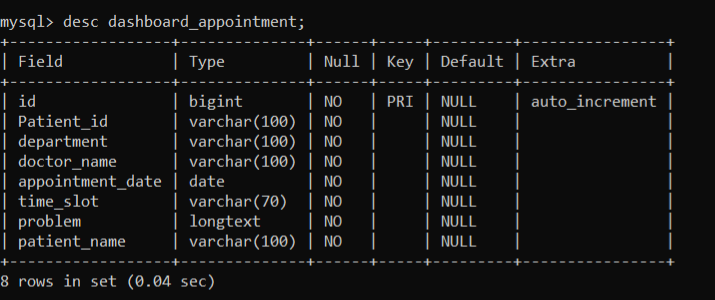 mysql> desc dashboard_appointment;
+------------------+--------------+------+-----+---------+----------------+
| Field            | Type         | Null | Key | Default | Extra          |
+------------------+--------------+------+-----+---------+----------------+
| id               | bigint       | NO   | PRI | NULL    | auto_increment |
| Patient_id       | varchar(100) | NO   |     | NULL    |                |
| department       | varchar(100) | NO   |     | NULL    |                |
| doctor_name      | varchar(100) | NO   |     | NULL    |                |
| appointment_date | date         | NO   |     | NULL    |                |
| time_slot        | varchar(70)  | NO   |     | NULL    |                |
| problem          | longtext     | NO   |     | NULL    |                |
| patient_name     | varchar(100) | NO   |     | NULL    |                |
+------------------+--------------+------+-----+---------+----------------+
8 rows in set (0.04 sec)